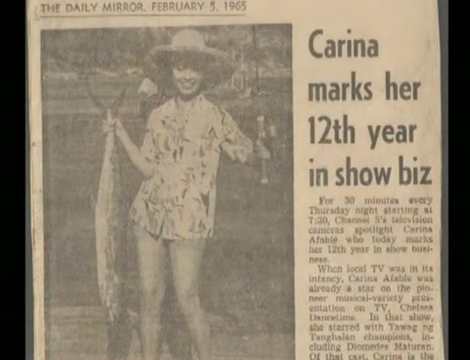 THE DAILY MIRROR, FEBRUARY 5, 1965
Carina
marks her
12th year
in show biz
For 30 minutes every
Thursday night starting at
7:30, Channel 5's television
cameras spotlight Carina
Afable who today marks
her 12th year in show busi-
ness.
When local TV was in its
infancy, Carina Afable was
already a star on the pio-
neer musical-variety pres-
entation on TV, Chelsea
Dancetime. In that show,
she starred with Tawag ng
Tanghalan champions, in-
cluding Diomedes Maturan.
Of that cast, Carina is the